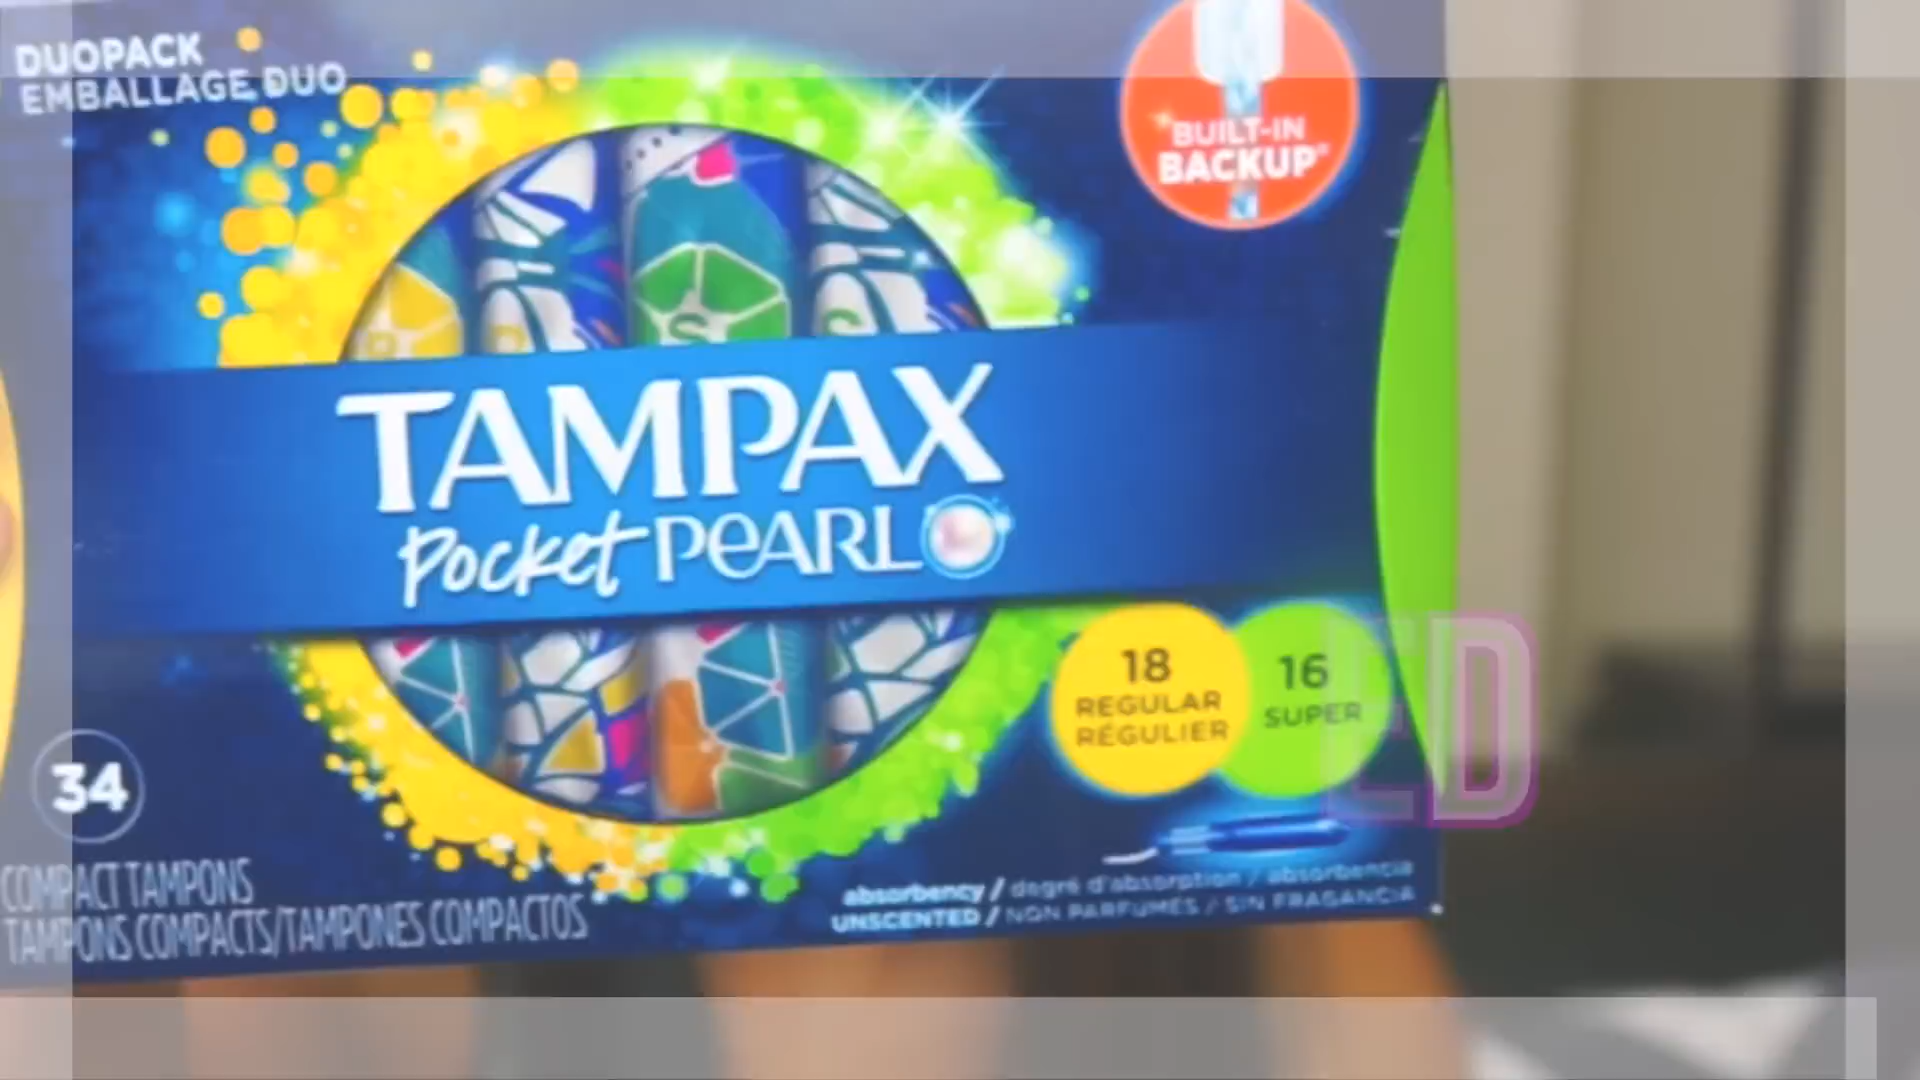 DUOPACK
EMBALLAGE DUO
BUILT-IN
BACKUP
S
TAMPAX
Pocket PEARL
18
REGULAR
RÉGULIER
16
SUPER
ED
34
COMPACT TAMPONS
TAMPONS COMPACTS/TAMPONES COMPACTOS
absorbency / degré d'absorption / absorbencia
UNSCENTED / NON PARFUMÉS / SIN FRAGANCIA